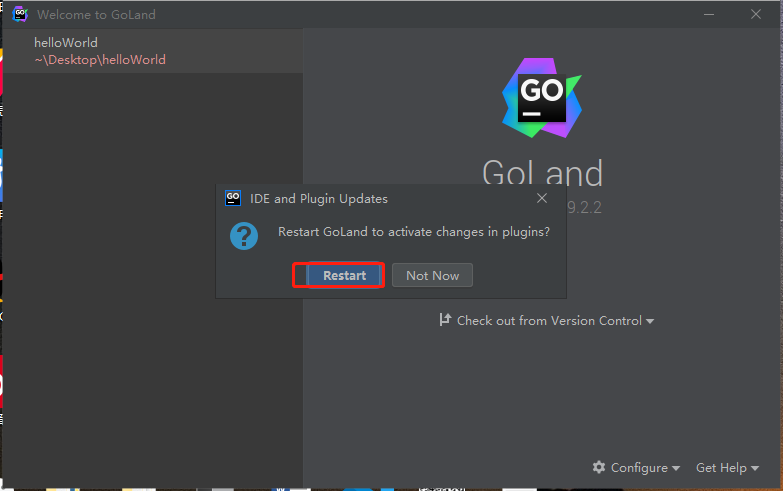 Welcome to GoLand
helloWorld
~\Desktop\helloWorld
GO
GoLand
9.2.2
GO
IDE and Plugin Updates
?
Restart GoLand to activate changes in plugins?
Restart
Not Now
Check out from Version Control
Configure
Get Help